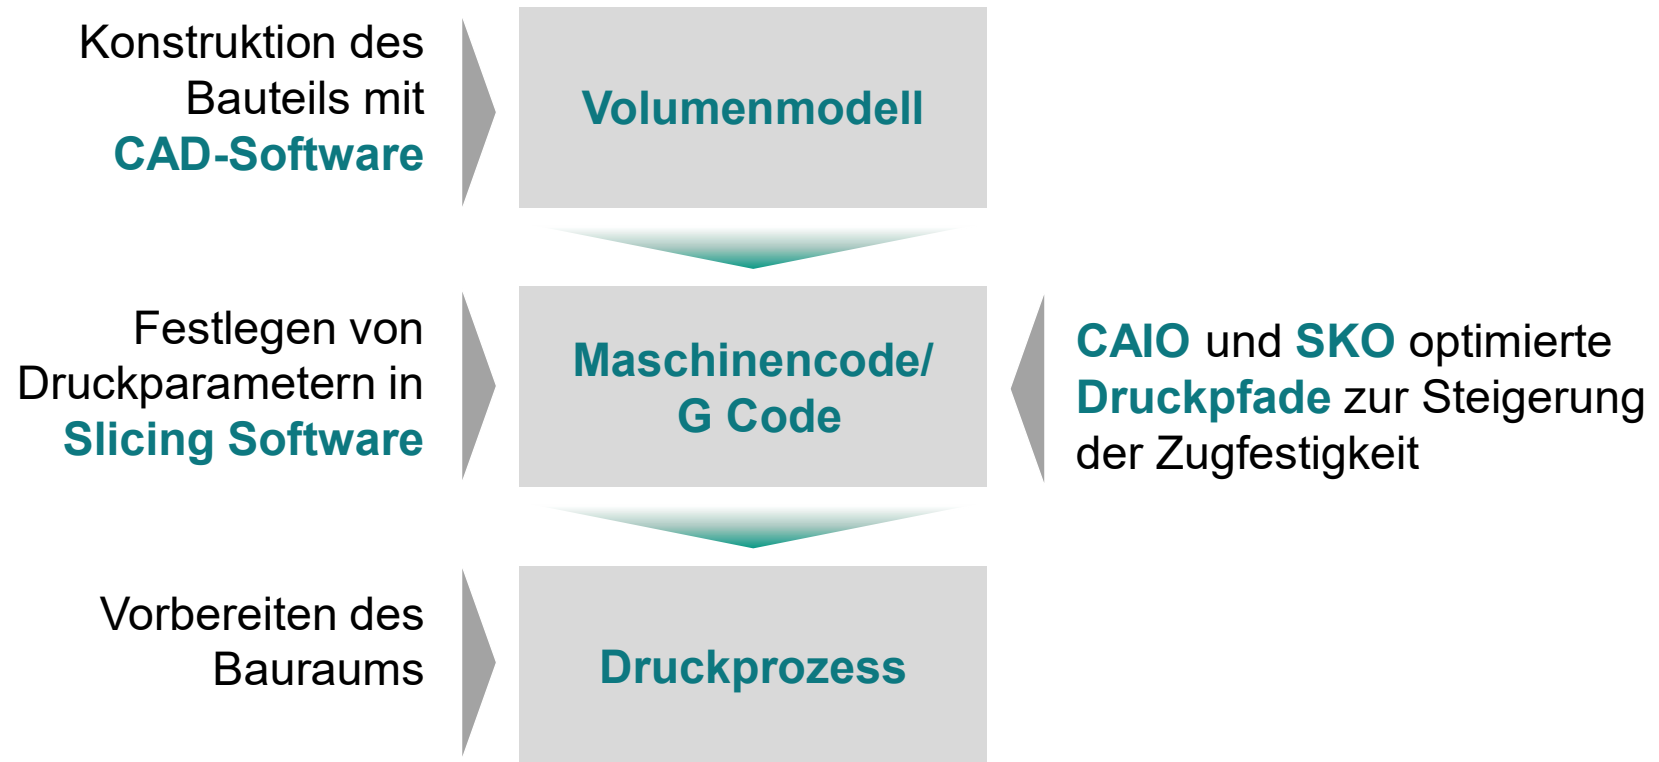 Konstruktion des
Bauteils mit
CAD-Software
Volumenmodell
Festlegen von
Druckparametern in
Slicing Software
Maschinencode/
G Code
CAIO und SKO optimierte
Druckpfade zur Steigerung
der Zugfestigkeit
Vorbereiten des
Bauraums
Druckprozess